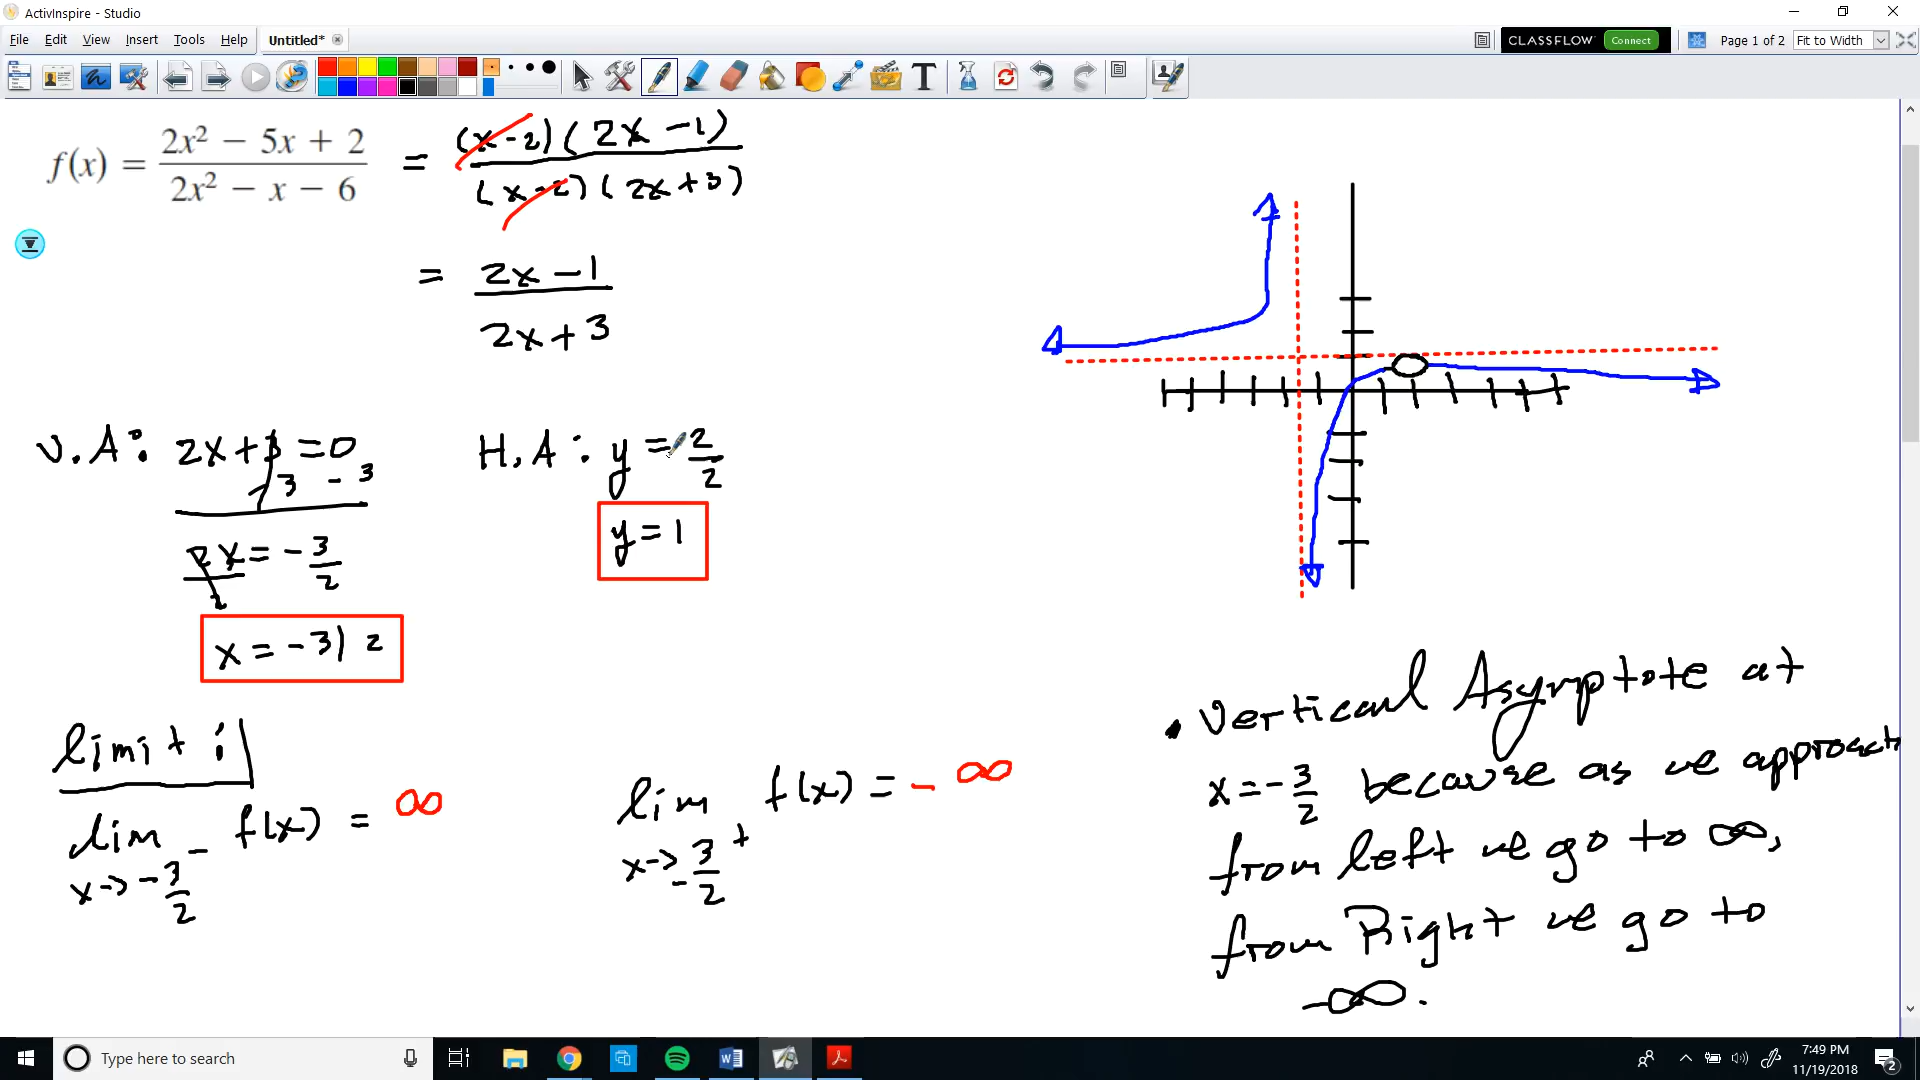 ActivInspire - Studio
File Edit View Insert Tools Help Untitled*
CLASSFLOW Connect Page 1 of 2 Fit to Width
f(x) = (2x² − 5x + 2)/(2x² − x − 6) = ((x-2)(2x-1))/((x-2)(2x+3))
= (2x-1)/(2x+3)
V.A: 2x+3=0
-3 -3
2x = -3/2
x = -3/2
H.A: y = 2/2
y = 1
limit i
lim x→-3/2⁻ f(x) = ∞
lim x→-3/2⁺ f(x) = -∞
• Vertical Asymptote at
x = -3/2 because as we approach
from left we go to ∞,
from Right we go to
-∞.
Type here to search
7:49 PM
11/19/2018
2